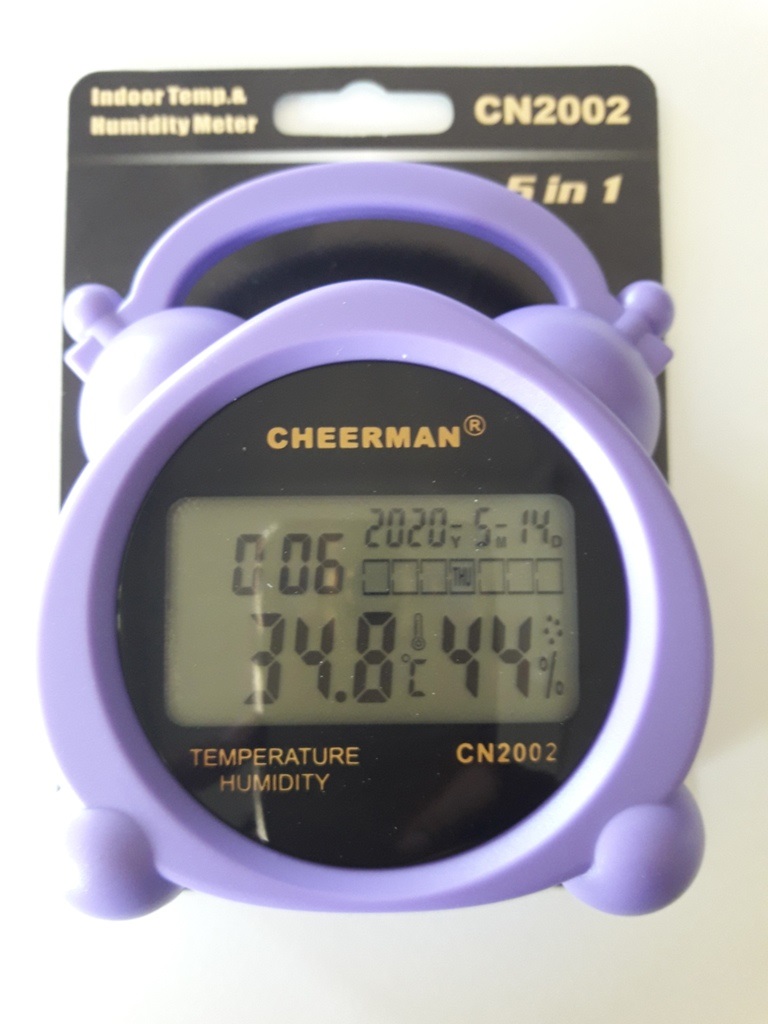 Indoor Temp.&
Humidity Meter
CN2002
5 in 1
CHEERMAN®
2020Y 5M 14D
0:06
THU
34.8 °C 44 %
TEMPERATURE
HUMIDITY
CN2002